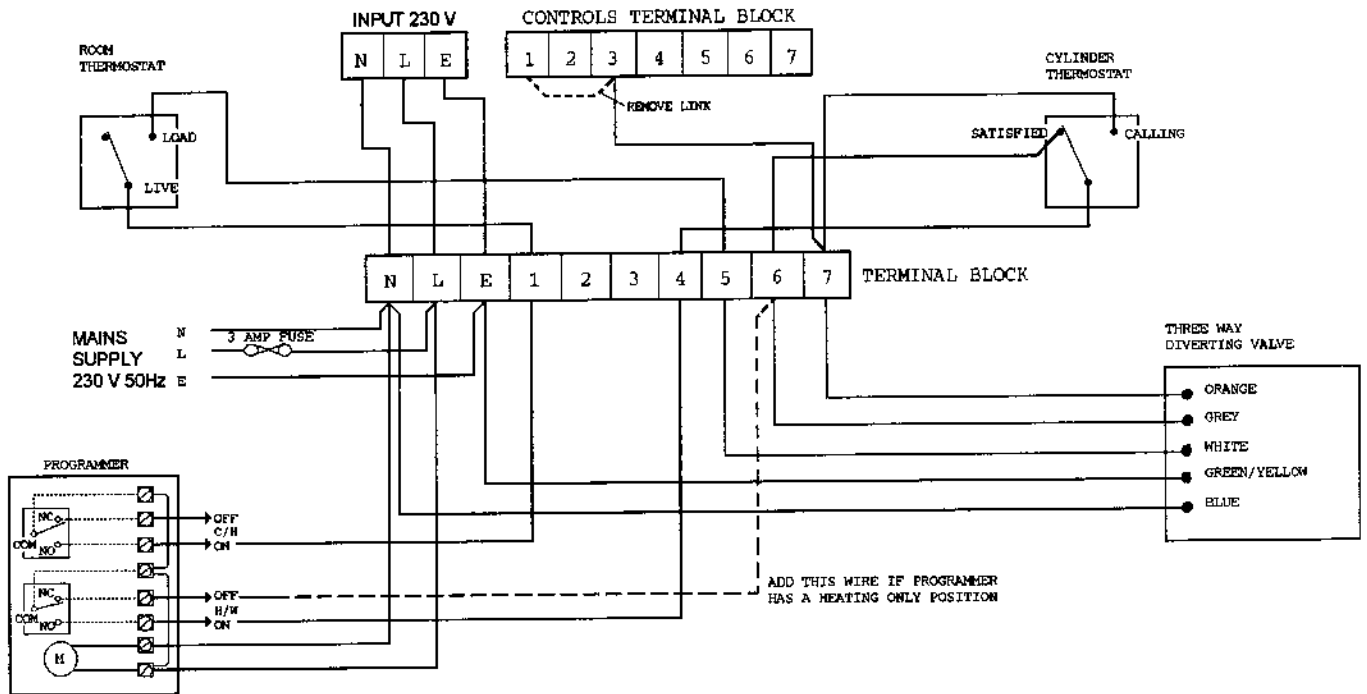 INPUT 230 V
CONTROLS TERMINAL BLOCK
ROOM
THERMOSTAT
N L E
1 2 3 4 5 6 7
CYLINDER
THERMOSTAT
REMOVE LINK
LOAD
LIVE
SATISFIED
CALLING
N L E 1 2 3 4 5 6 7
TERMINAL BLOCK
MAINS
SUPPLY
230 V 50Hz
N
L
E
3 AMP FUSE
THREE WAY
DIVERTING VALVE
ORANGE
GREY
WHITE
GREEN/YELLOW
BLUE
PROGRAMMER
NC
COM
NO
OFF
C/H
ON
NC
COM
NO
OFF
H/W
ON
M
ADD THIS WIRE IF PROGRAMMER
HAS A HEATING ONLY POSITION